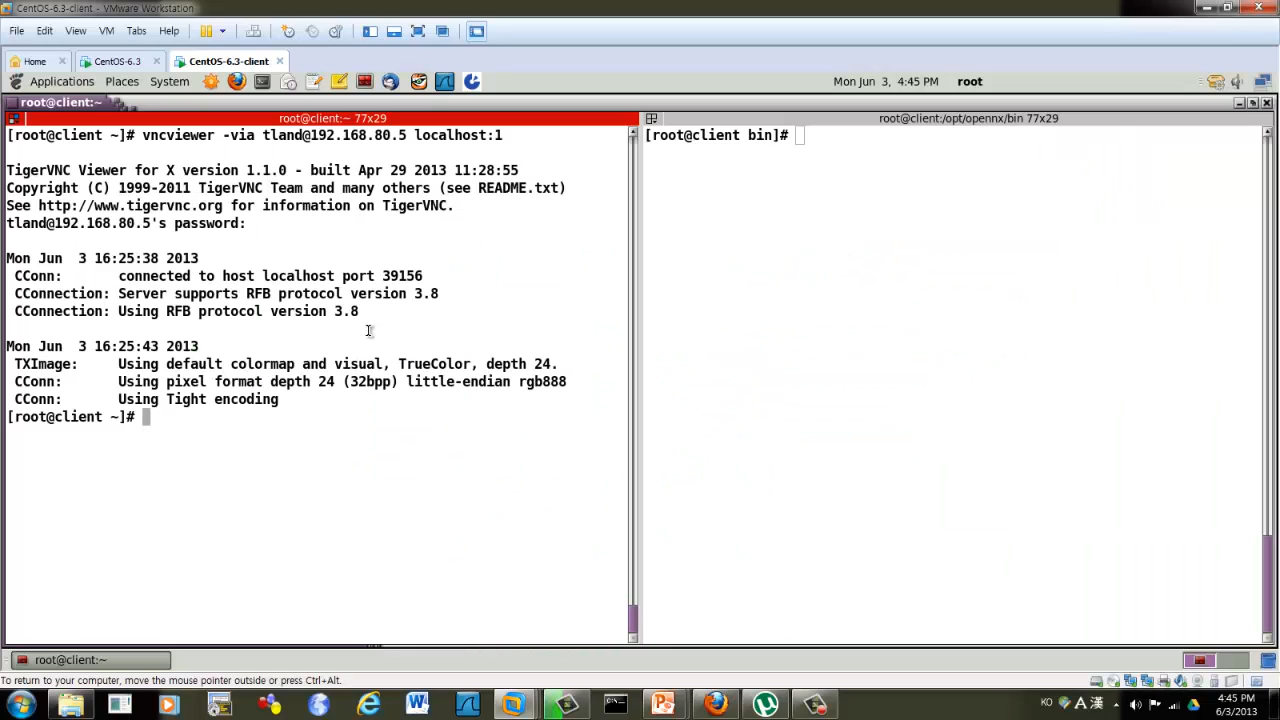 CentOS-6.3-client - VMware Workstation
File Edit View VM Tabs Help
Home CentOS-6.3 CentOS-6.3-client
Applications Places System Mon Jun 3, 4:45 PM root
root@client:~
root@client:~ 77x29
[root@client ~]# vncviewer -via tland@192.168.80.5 localhost:1
TigerVNC Viewer for X version 1.1.0 - built Apr 29 2013 11:28:55
Copyright (C) 1999-2011 TigerVNC Team and many others (see README.txt)
See http://www.tigervnc.org for information on TigerVNC.
tland@192.168.80.5's password:
Mon Jun  3 16:25:38 2013
CConn:       connected to host localhost port 39156
CConnection: Server supports RFB protocol version 3.8
CConnection: Using RFB protocol version 3.8
Mon Jun  3 16:25:43 2013
TXImage:     Using default colormap and visual, TrueColor, depth 24.
CConn:       Using pixel format depth 24 (32bpp) little-endian rgb888
CConn:       Using Tight encoding
[root@client ~]#
root@client:/opt/opennx/bin 77x29
[root@client bin]#
root@client:~
To return to your computer, move the mouse pointer outside or press Ctrl+Alt.
KO A 漢 4:45 PM
6/3/2013